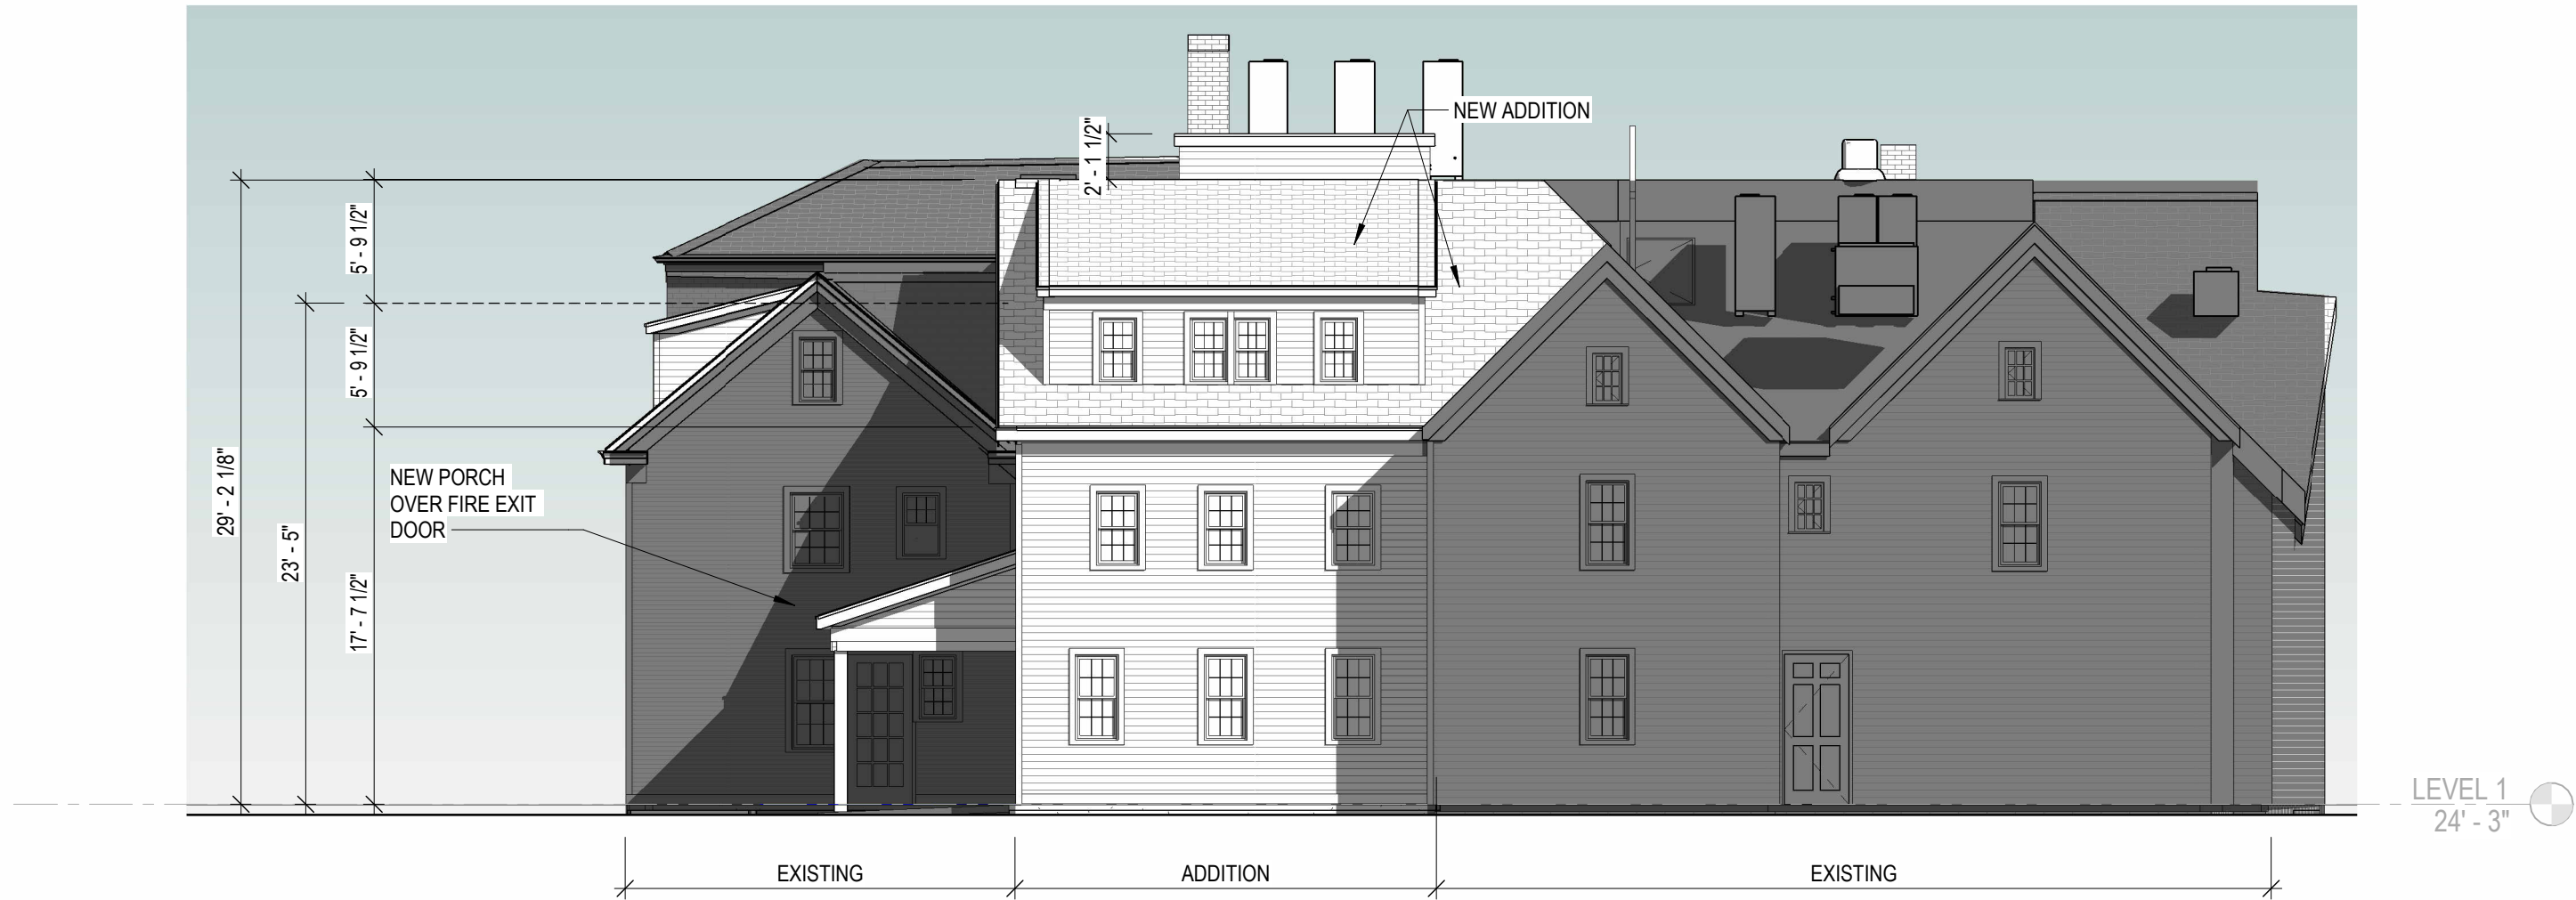 NEW ADDITION
2' - 1 1/2"
5' - 9 1/2"
5' - 9 1/2"
29' - 2 1/8"
23' - 5"
17' - 7 1/2"
NEW PORCH
OVER FIRE EXIT
DOOR
LEVEL 1
24' - 3"
EXISTING
ADDITION
EXISTING